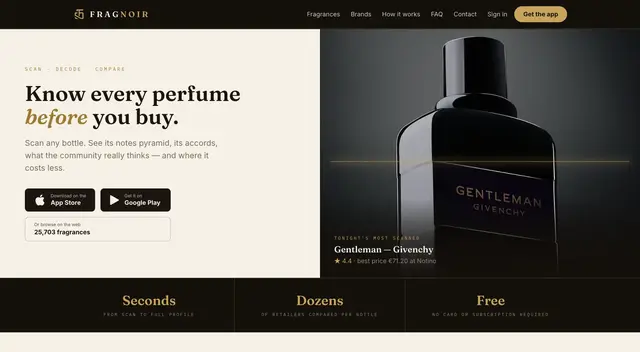 FRAGNOIR
Fragrances Brands How it works FAQ Contact Sign in Get the app
SCAN · DECODE · COMPARE
Know every perfume
before you buy.
Scan any bottle. See its notes pyramid, its accords,
what the community really thinks — and where it
costs less.
Download on the
App Store
Get it on
Google Play
Or browse on the web
25,703 fragrances
GENTLEMAN
GIVENCHY
TONIGHT'S MOST DECODED
Gentleman — Givenchy
★ 4.4 · best price €71.20 at Notino
Seconds
FROM SCAN TO FULL PROFILE
Dozens
OF RETAILERS COMPARED PER BOTTLE
Free
NO CARD OR SUBSCRIPTION REQUIRED